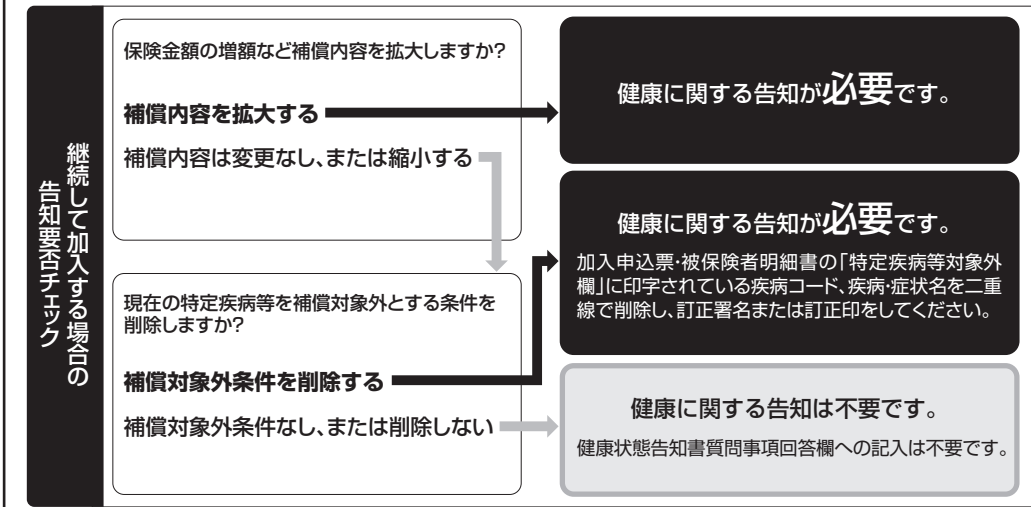 継続して加入する場合の
告知要否チェック
保険金額の増額など補償内容を拡大しますか?
補償内容を拡大する
補償内容は変更なし、または縮小する
健康に関する告知が必要です。
現在の特定疾病等を補償対象外とする条件を
削除しますか?
補償対象外条件を削除する
補償対象外条件なし、または削除しない
健康に関する告知が必要です。
加入申込票・被保険者明細書の「特定疾病等対象外
欄」に印字されている疾病コード、疾病・症状名を二重
線で削除し、訂正署名または訂正印をしてください。
健康に関する告知は不要です。
健康状態告知書質問事項回答欄への記入は不要です。